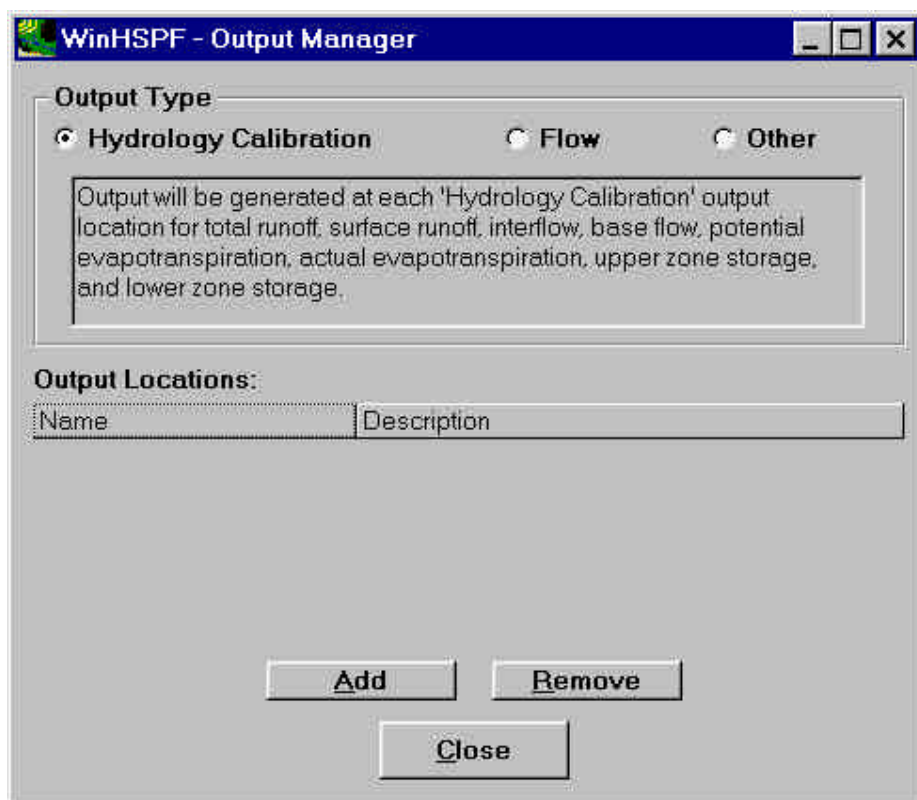 WinHSPF - Output Manager
Output Type
Hydrology Calibration Flow Other
Output will be generated at each 'Hydrology Calibration' output
location for total runoff, surface runoff, interflow, base flow, potential
evapotranspiration, actual evapotranspiration, upper zone storage,
and lower zone storage.
Output Locations:
Name Description
Add Remove
Close